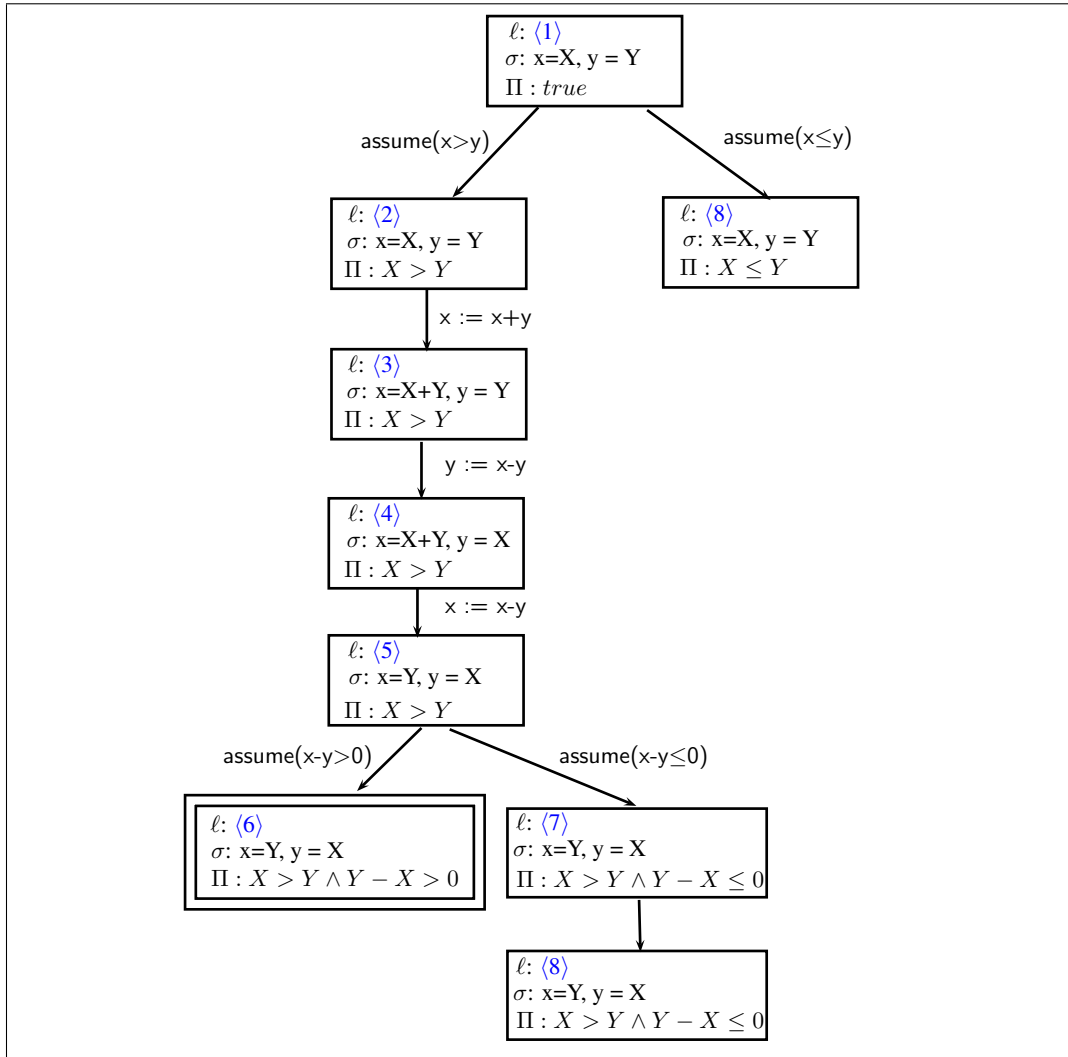 ℓ: ⟨1⟩
σ: x=X, y = Y
Π : true
assume(x>y)
assume(x≤y)
ℓ: ⟨2⟩
σ: x=X, y = Y
Π : X > Y
ℓ: ⟨8⟩
σ: x=X, y = Y
Π : X ≤ Y
x := x+y
ℓ: ⟨3⟩
σ: x=X+Y, y = Y
Π : X > Y
y := x-y
ℓ: ⟨4⟩
σ: x=X+Y, y = X
Π : X > Y
x := x-y
ℓ: ⟨5⟩
σ: x=Y, y = X
Π : X > Y
assume(x-y>0)
assume(x-y≤0)
ℓ: ⟨6⟩
σ: x=Y, y = X
Π : X > Y ∧ Y − X > 0
ℓ: ⟨7⟩
σ: x=Y, y = X
Π : X > Y ∧ Y − X ≤ 0
ℓ: ⟨8⟩
σ: x=Y, y = X
Π : X > Y ∧ Y − X ≤ 0